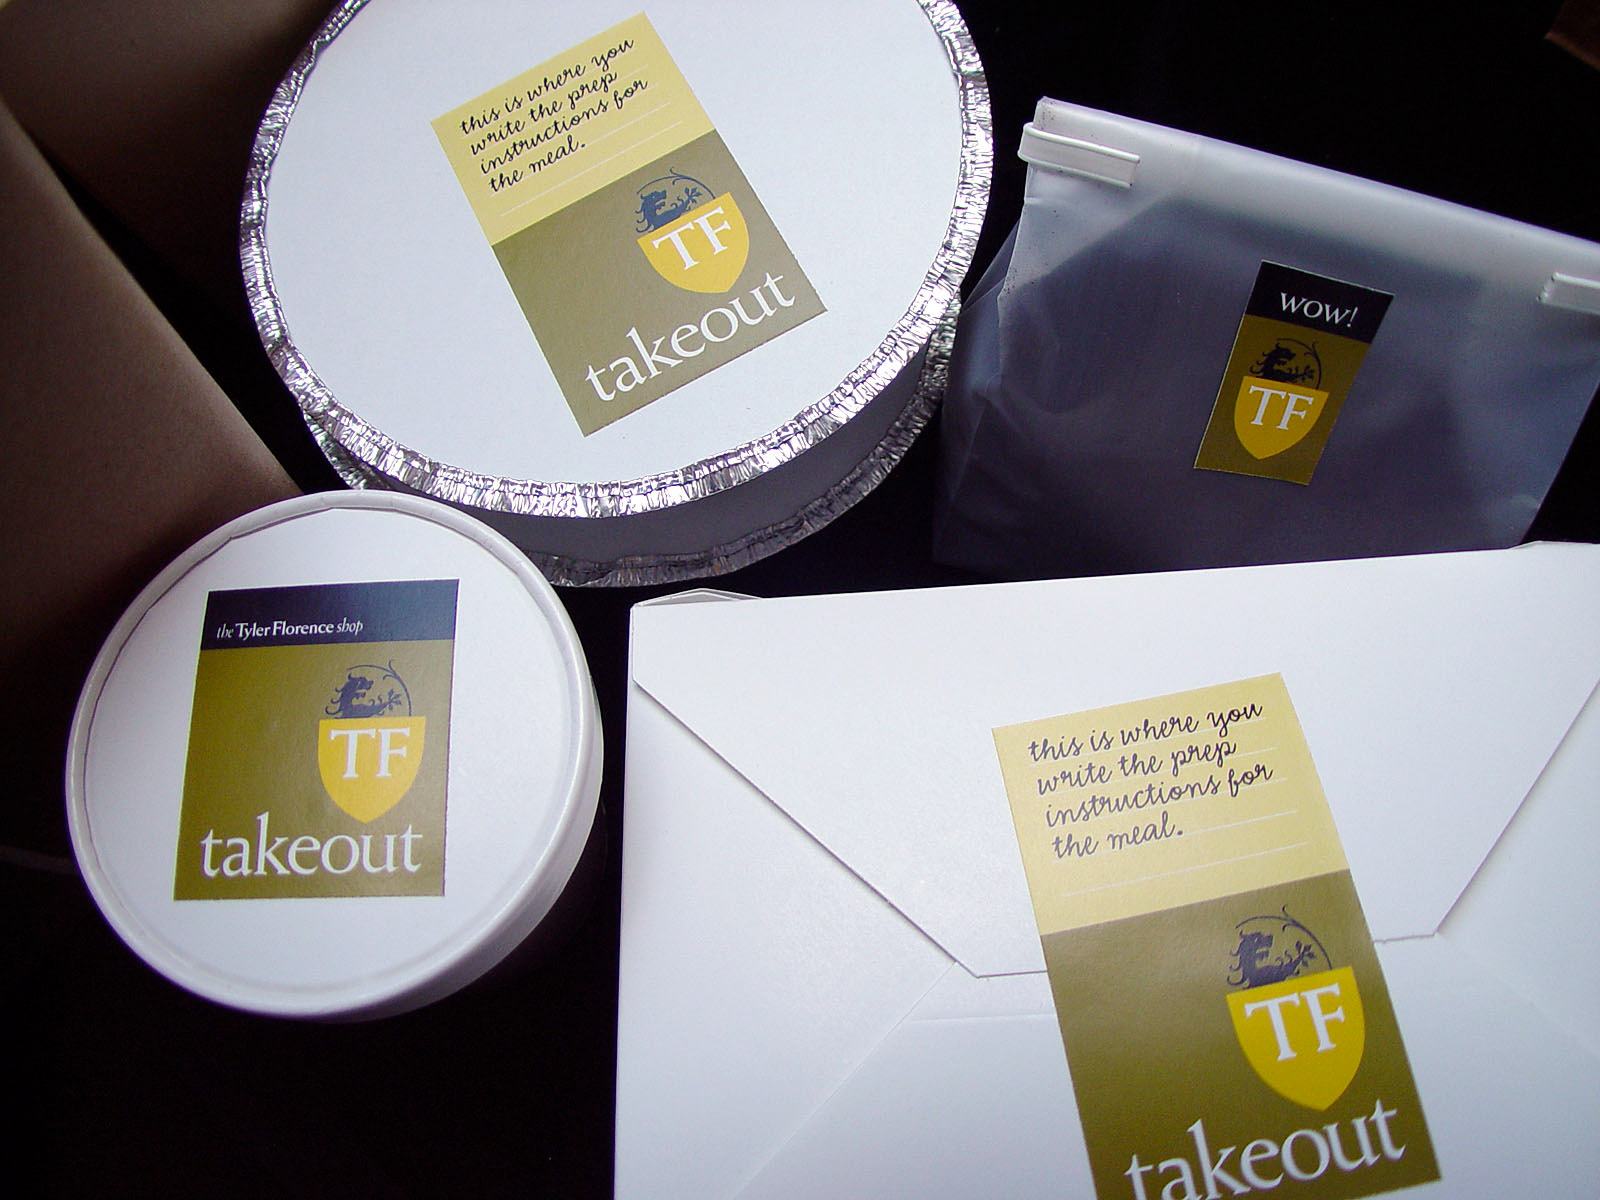 this is where you
write the prep
instructions for
the meal.
TF
takeout
WOW!
TF
the Tyler Florence shop
TF
takeout
this is where you
write the prep
instructions for
the meal.
TF
takeout